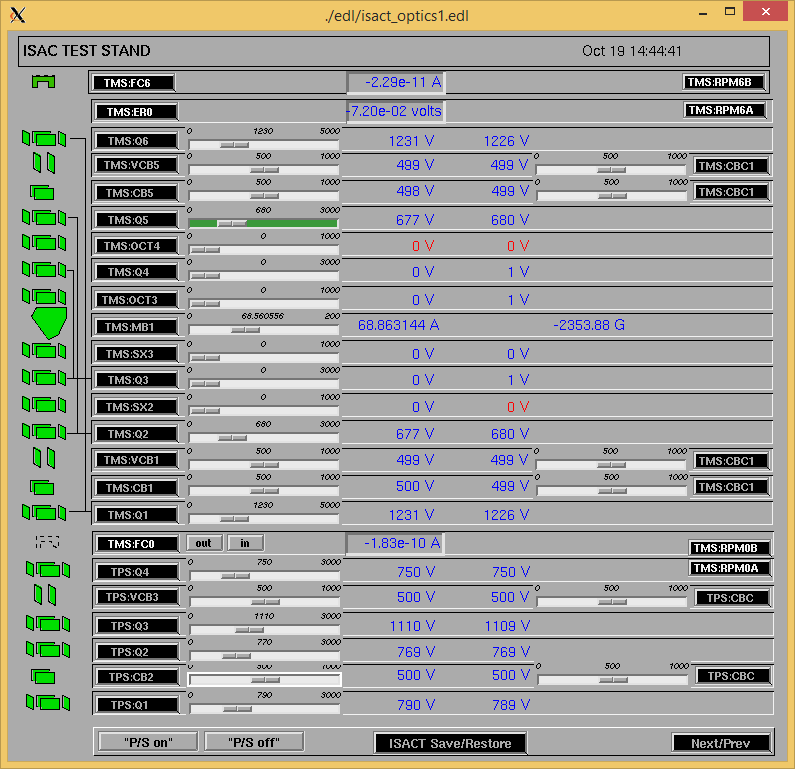 ./edl/isact_optics1.edl
ISAC TEST STAND Oct 19 14:44:41
TMS:FC6 -2.29e-11 A TMS:RPM6B
TMS:ER0 -7.20e-02 volts TMS:RPM6A
0 1230 5000
TMS:Q6 1231 V 1226 V
0 500 1000 0 500 1000
TMS:VCB5 499 V 499 V TMS:CBC1
0 500 1000 0 500 1000
TMS:CB5 498 V 499 V TMS:CBC1
0 680 3000
TMS:Q5 677 V 680 V
0 0 1000
TMS:OCT4 0 V 0 V
0 0 3000
TMS:Q4 0 V 1 V
0 0 1000
TMS:OCT3 0 V 1 V
0 68.560556 200
TMS:MB1 68.863144 A -2353.88 G
0 0 1000
TMS:SX3 0 V 0 V
0 0 3000
TMS:Q3 0 V 1 V
0 0 1000
TMS:SX2 0 V 0 V
0 680 3000
TMS:Q2 677 V 680 V
0 500 1000 0 500 1000
TMS:VCB1 499 V 499 V TMS:CBC1
0 500 1000 0 500 1000
TMS:CB1 500 V 499 V TMS:CBC1
0 1230 5000
TMS:Q1 1231 V 1226 V
TMS:FC0 out in -1.83e-10 A TMS:RPM0B
0 750 3000 TMS:RPM0A
TPS:Q4 750 V 750 V
0 500 1000 0 500 1000
TPS:VCB3 500 V 500 V TPS:CBC
0 1110 3000
TPS:Q3 1110 V 1109 V
0 770 3000
TPS:Q2 769 V 769 V
0 500 1000 0 500 1000
TPS:CB2 500 V 500 V TPS:CBC
0 790 3000
TPS:Q1 790 V 789 V
"P/S on" "P/S off" ISACT Save/Restore Next/Prev